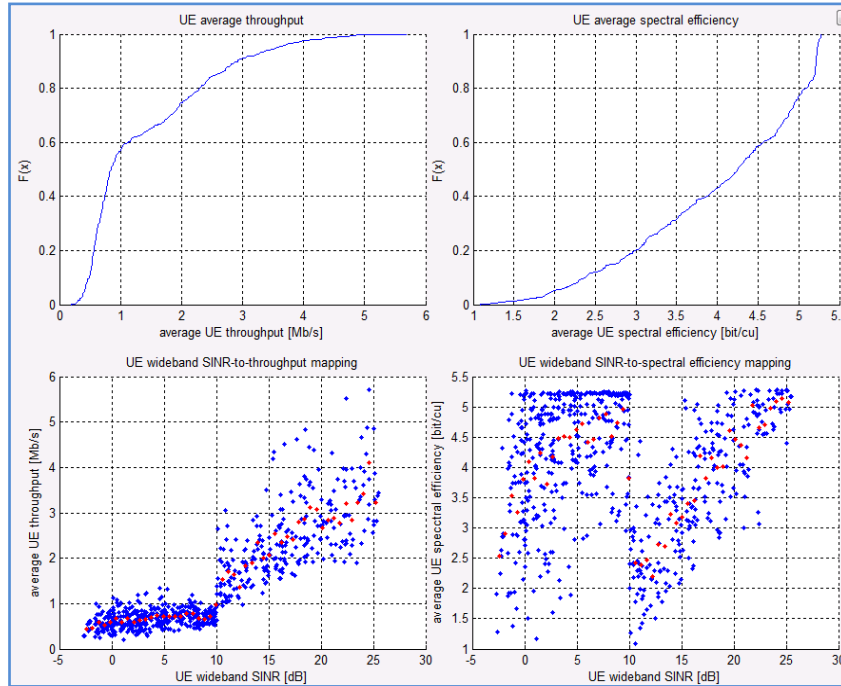 UE average throughput
1
0.8
0.6
0.4
0.2
0
F(x)
0 1 2 3 4 5 6
average UE throughput [Mb/s]
UE average spectral efficiency
1
0.8
0.6
0.4
0.2
0
F(x)
1 1.5 2 2.5 3 3.5 4 4.5 5 5.5
average UE spectral efficiency [bit/cu]
UE wideband SINR-to-throughput mapping
6
5
4
3
2
1
0
average UE throughput [Mb/s]
-5 0 5 10 15 20 25 30
UE wideband SINR [dB]
UE wideband SINR-to-spectral efficiency mapping
5.5
5
4.5
4
3.5
3
2.5
2
1.5
1
average UE specctral efficiency [bit/cu]
-5 0 5 10 15 20 25 30
UE wideband SINR [dB]